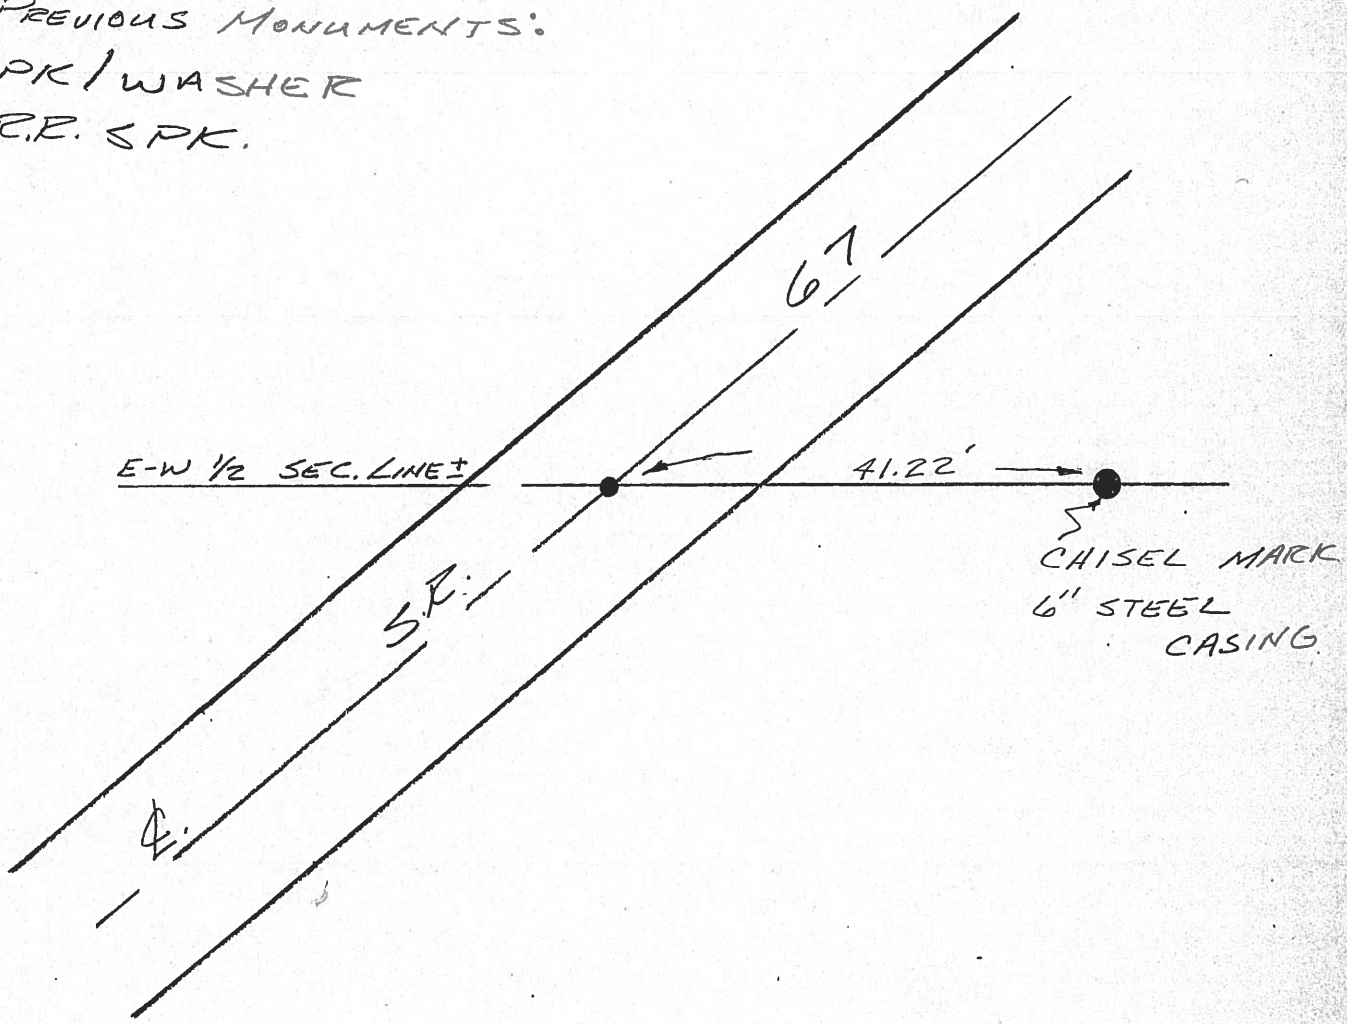 PREVIOUS MONUMENTS:
PK / WASHER
R.R. SPK.
67
E-W 1/2 SEC. LINE ±
41.22'
CHISEL MARK
6" STEEL
CASING
S.R.
℄